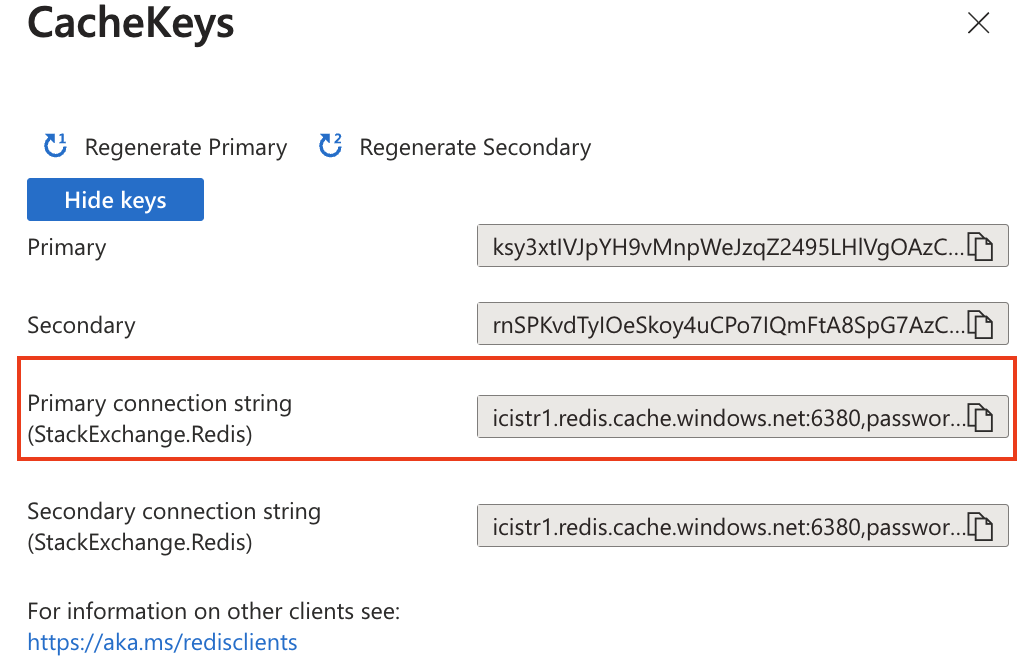 CacheKeys
1 Regenerate Primary 2 Regenerate Secondary
Hide keys
Primary ksy3xtIVJpYH9vMnpWeJzqZ2495LHlVgOAzC...
Secondary rnSPKvdTyIOeSkoy4uCPo7IQmFtA8SpG7AzC...
Primary connection string
(StackExchange.Redis) icistr1.redis.cache.windows.net:6380,passwor...
Secondary connection string
(StackExchange.Redis) icistr1.redis.cache.windows.net:6380,passwor...
For information on other clients see:
https://aka.ms/redisclients